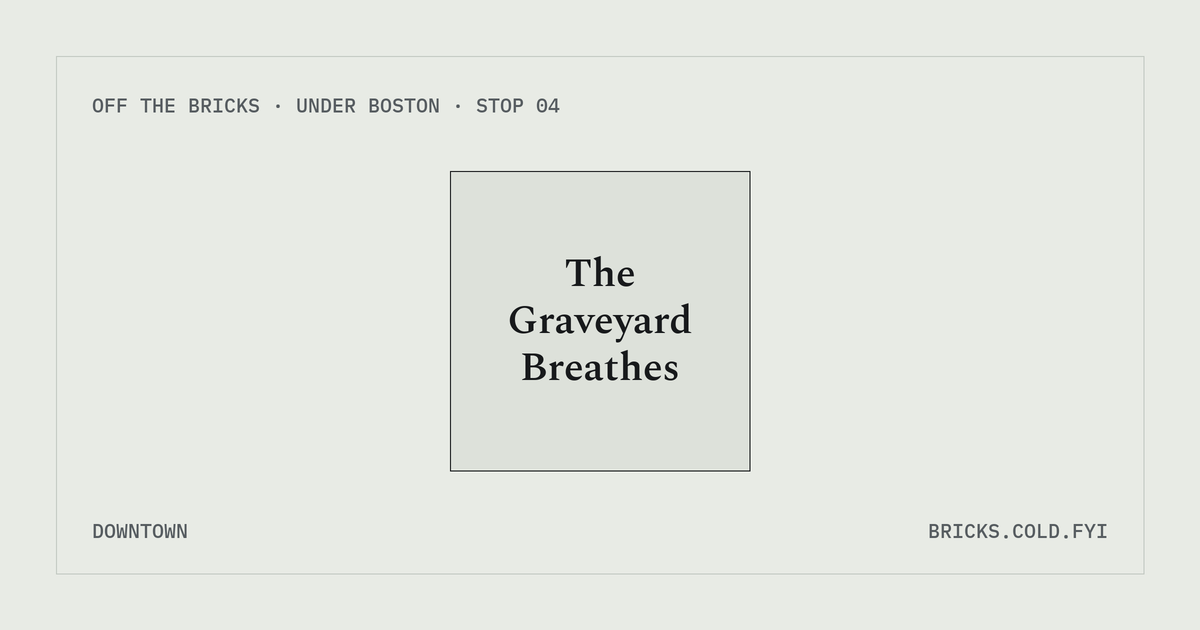 OFF THE BRICKS · UNDER BOSTON · STOP 04
The
Graveyard
Breathes
DOWNTOWN
BRICKS.COLD.FYI